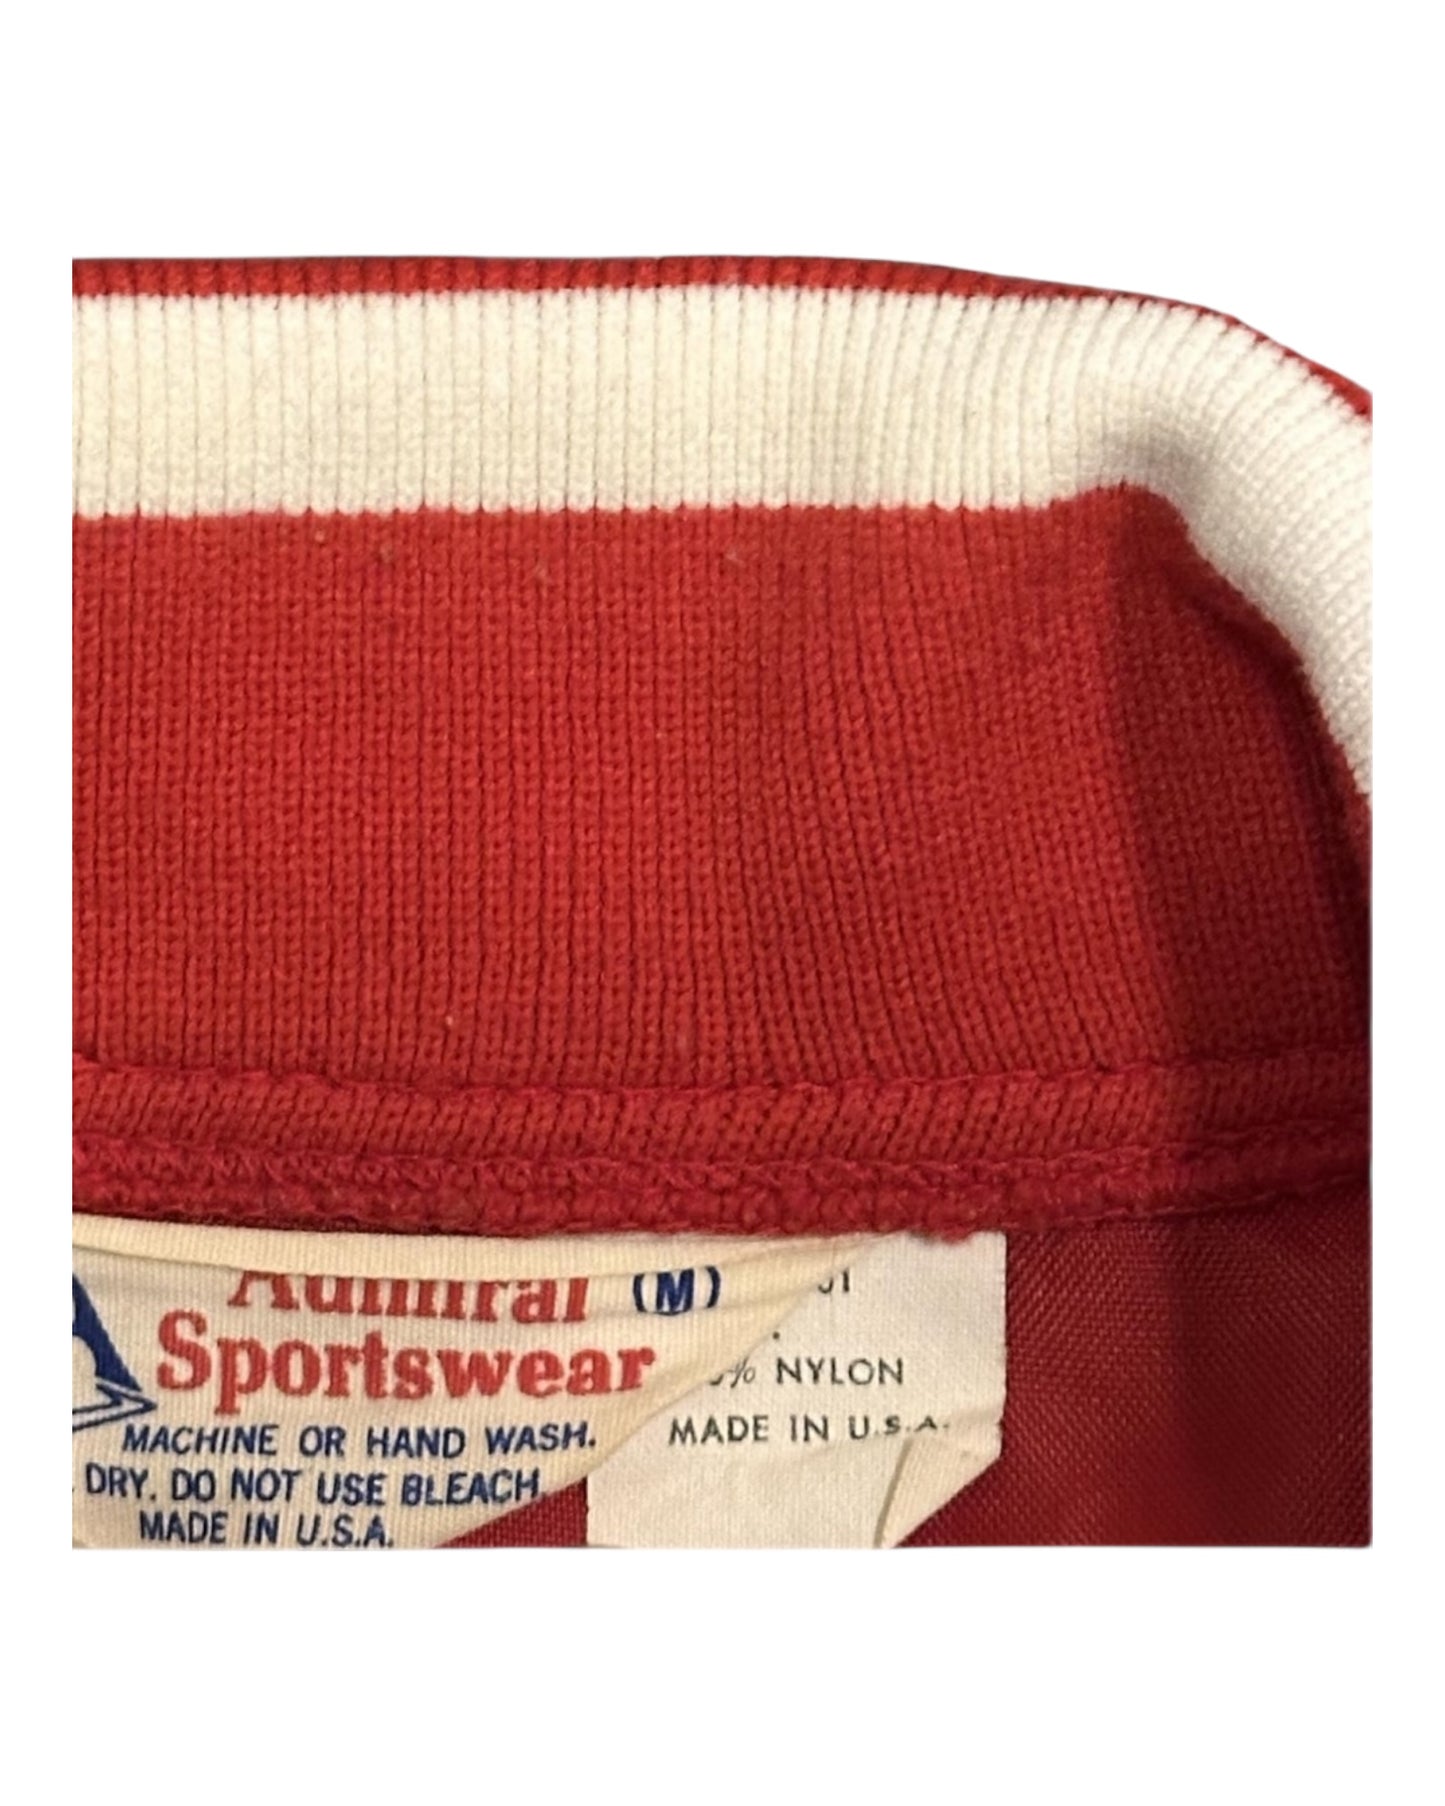 Admiral (M)
Sportswear
MACHINE OR HAND WASH.
DRY. DO NOT USE BLEACH.
MADE IN U.S.A.
% NYLON
MADE IN U.S.A.